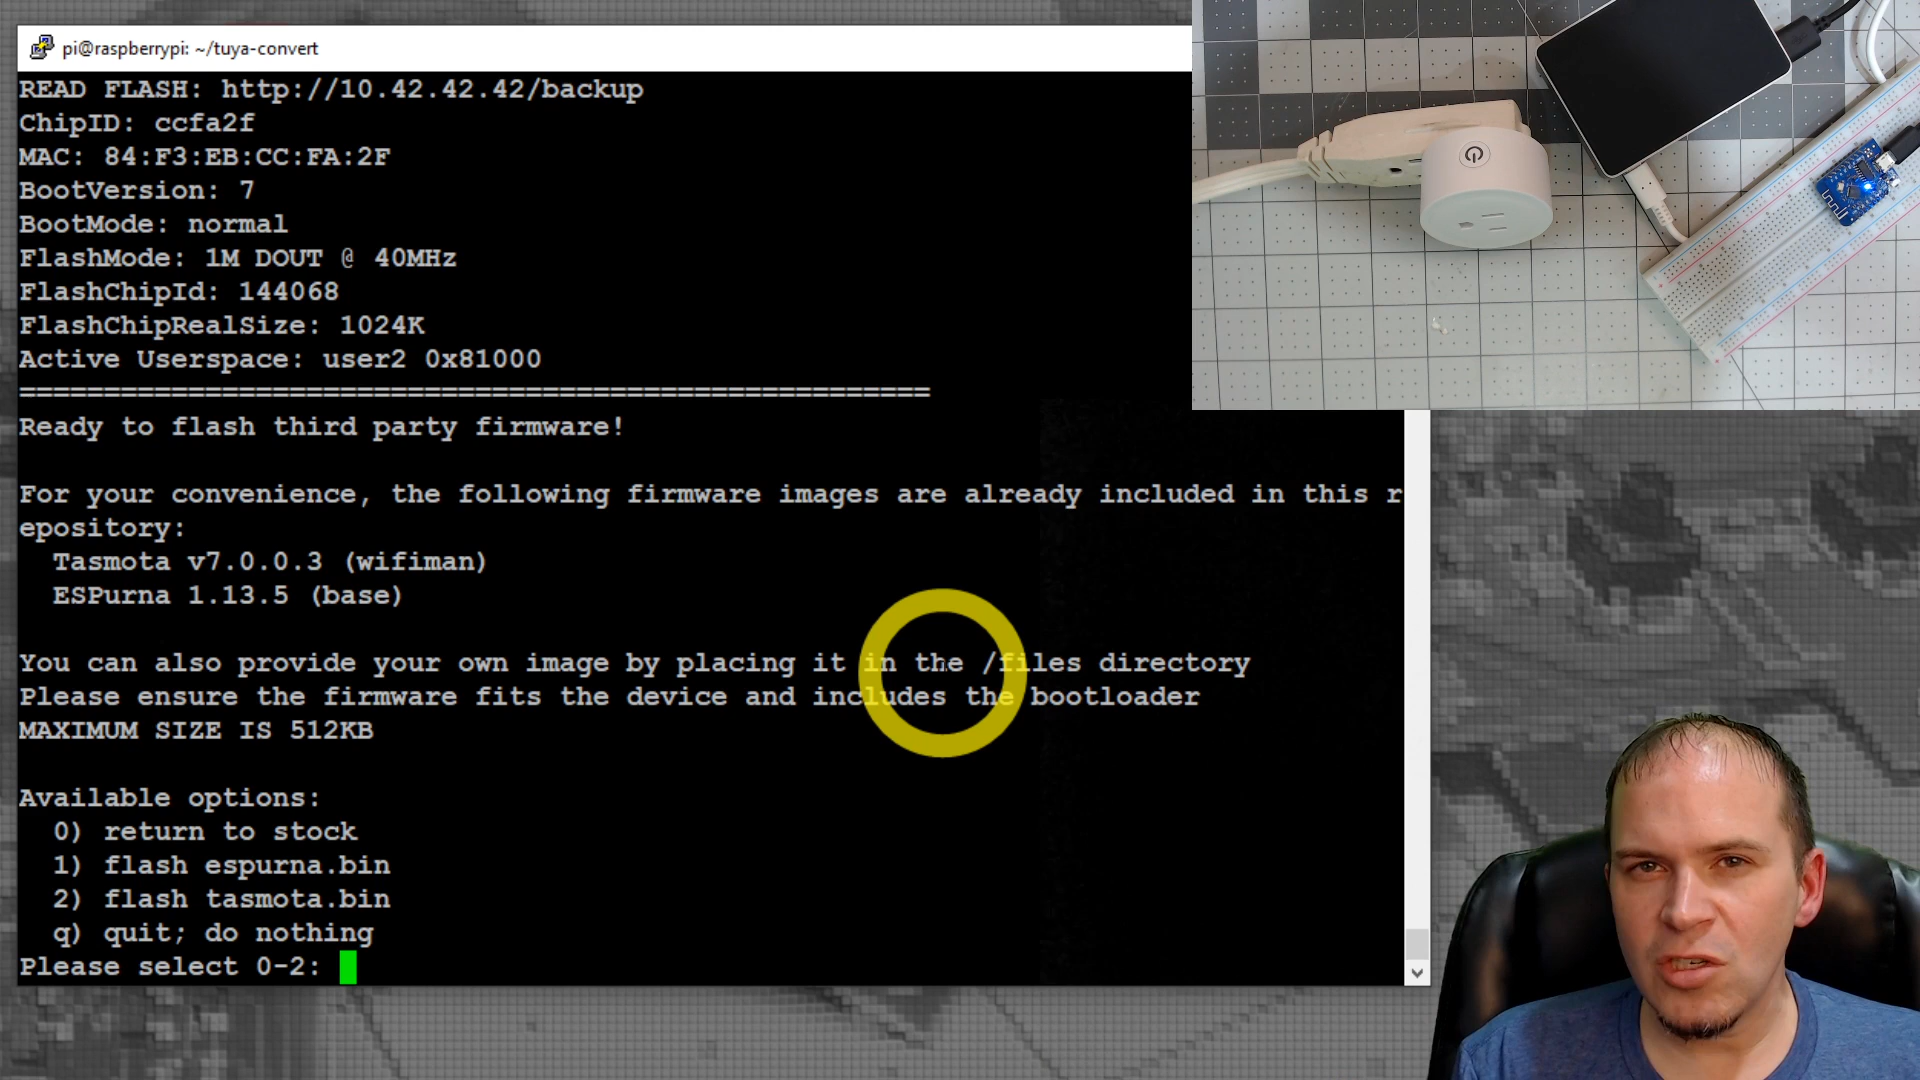 pi@raspberrypi: ~/tuya-convert
READ FLASH: http://10.42.42.42/backup
ChipID: ccfa2f
MAC: 84:F3:EB:CC:FA:2F
BootVersion: 7
BootMode: normal
FlashMode: 1M DOUT @ 40MHz
FlashChipId: 144068
FlashChipRealSize: 1024K
Active Userspace: user2 0x81000
======================================================
Ready to flash third party firmware!
For your convenience, the following firmware images are already included in this r
epository:
Tasmota v7.0.0.3 (wifiman)
ESPurna 1.13.5 (base)
You can also provide your own image by placing it in the /files directory
Please ensure the firmware fits the device and includes the bootloader
MAXIMUM SIZE IS 512KB
Available options:
0) return to stock
1) flash espurna.bin
2) flash tasmota.bin
q) quit; do nothing
Please select 0-2: